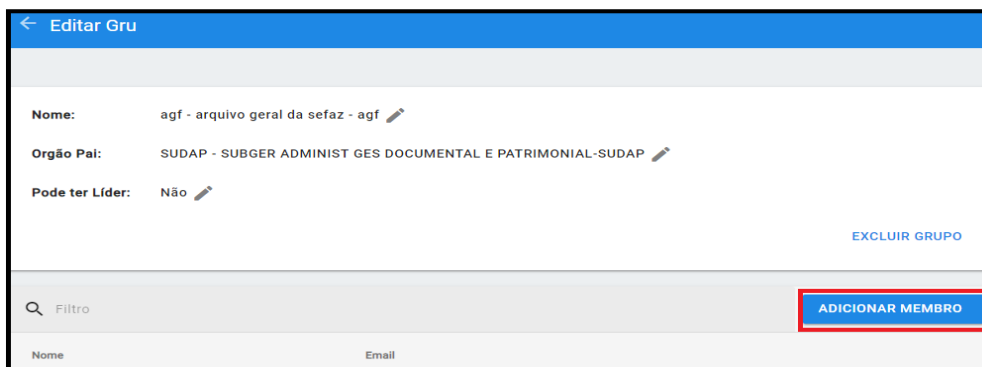 Editar Gru
Nome: agf - arquivo geral da sefaz - agf
Orgão Pai: SUDAP - SUBGER ADMINIST GES DOCUMENTAL E PATRIMONIAL-SUDAP
Pode ter Líder: Não
EXCLUIR GRUPO
Filtro ADICIONAR MEMBRO
Nome Email